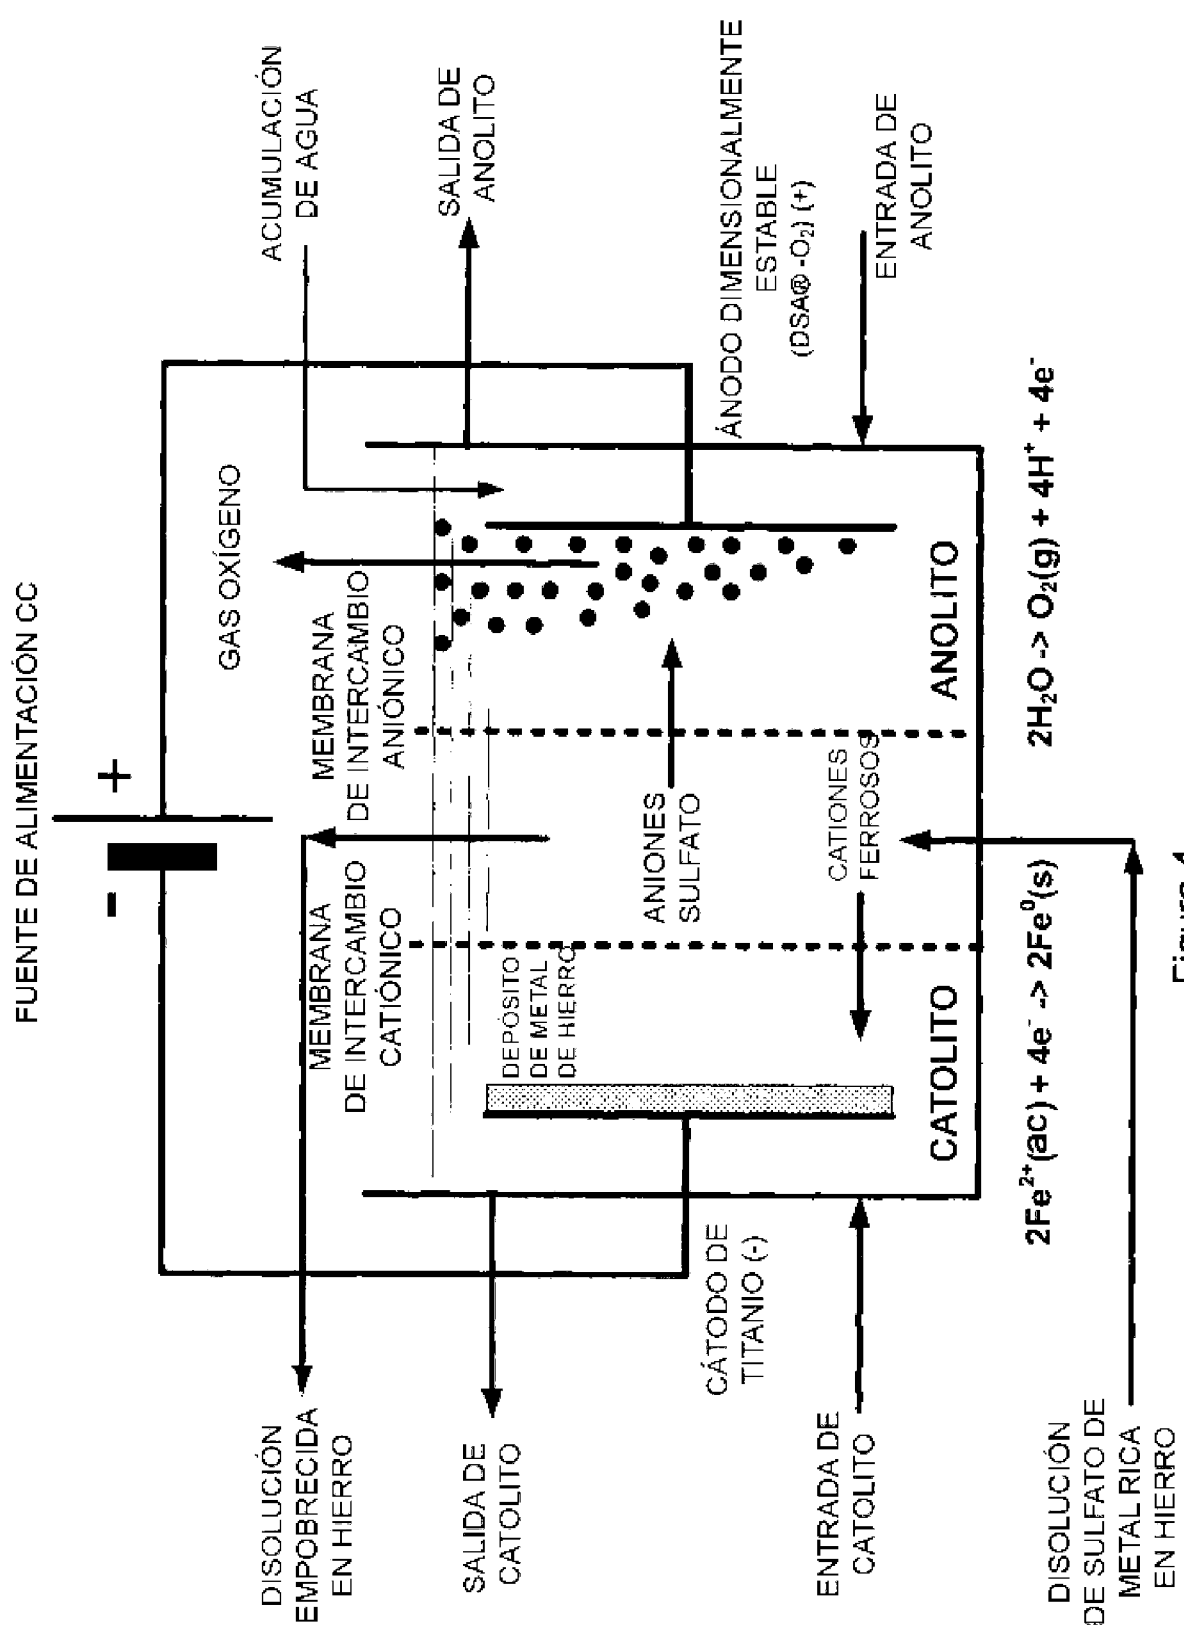 FUENTE DE ALIMENTACIÓN CC
-
+
GAS OXÍGENO
ACUMULACIÓN
DE AGUA
DISOLUCIÓN
EMPOBRECIDA
EN HIERRO
MEMBRANA
DE INTERCAMBIO
CATIÓNICO
MEMBRANA
DE INTERCAMBIO
ANIÓNICO
SALIDA DE
ANOLITO
SALIDA DE
CATOLITO
DEPÓSITO
DE METAL
DE HIERRO
ANIONES
SULFATO
CÁTODO DE
TITANIO (-)
ÁNODO DIMENSIONALMENTE
ESTABLE
(DSA® -O₂) (+)
CATIONES
FERROSOS
ENTRADA DE
CATOLITO
ENTRADA DE
ANOLITO
CATOLITO
ANOLITO
2Fe²⁺(ac) + 4e⁻ -> 2Fe⁰(s)
2H₂O -> O₂(g) + 4H⁺ + 4e⁻
DISOLUCIÓN
DE SULFATO DE
METAL RICA
EN HIERRO